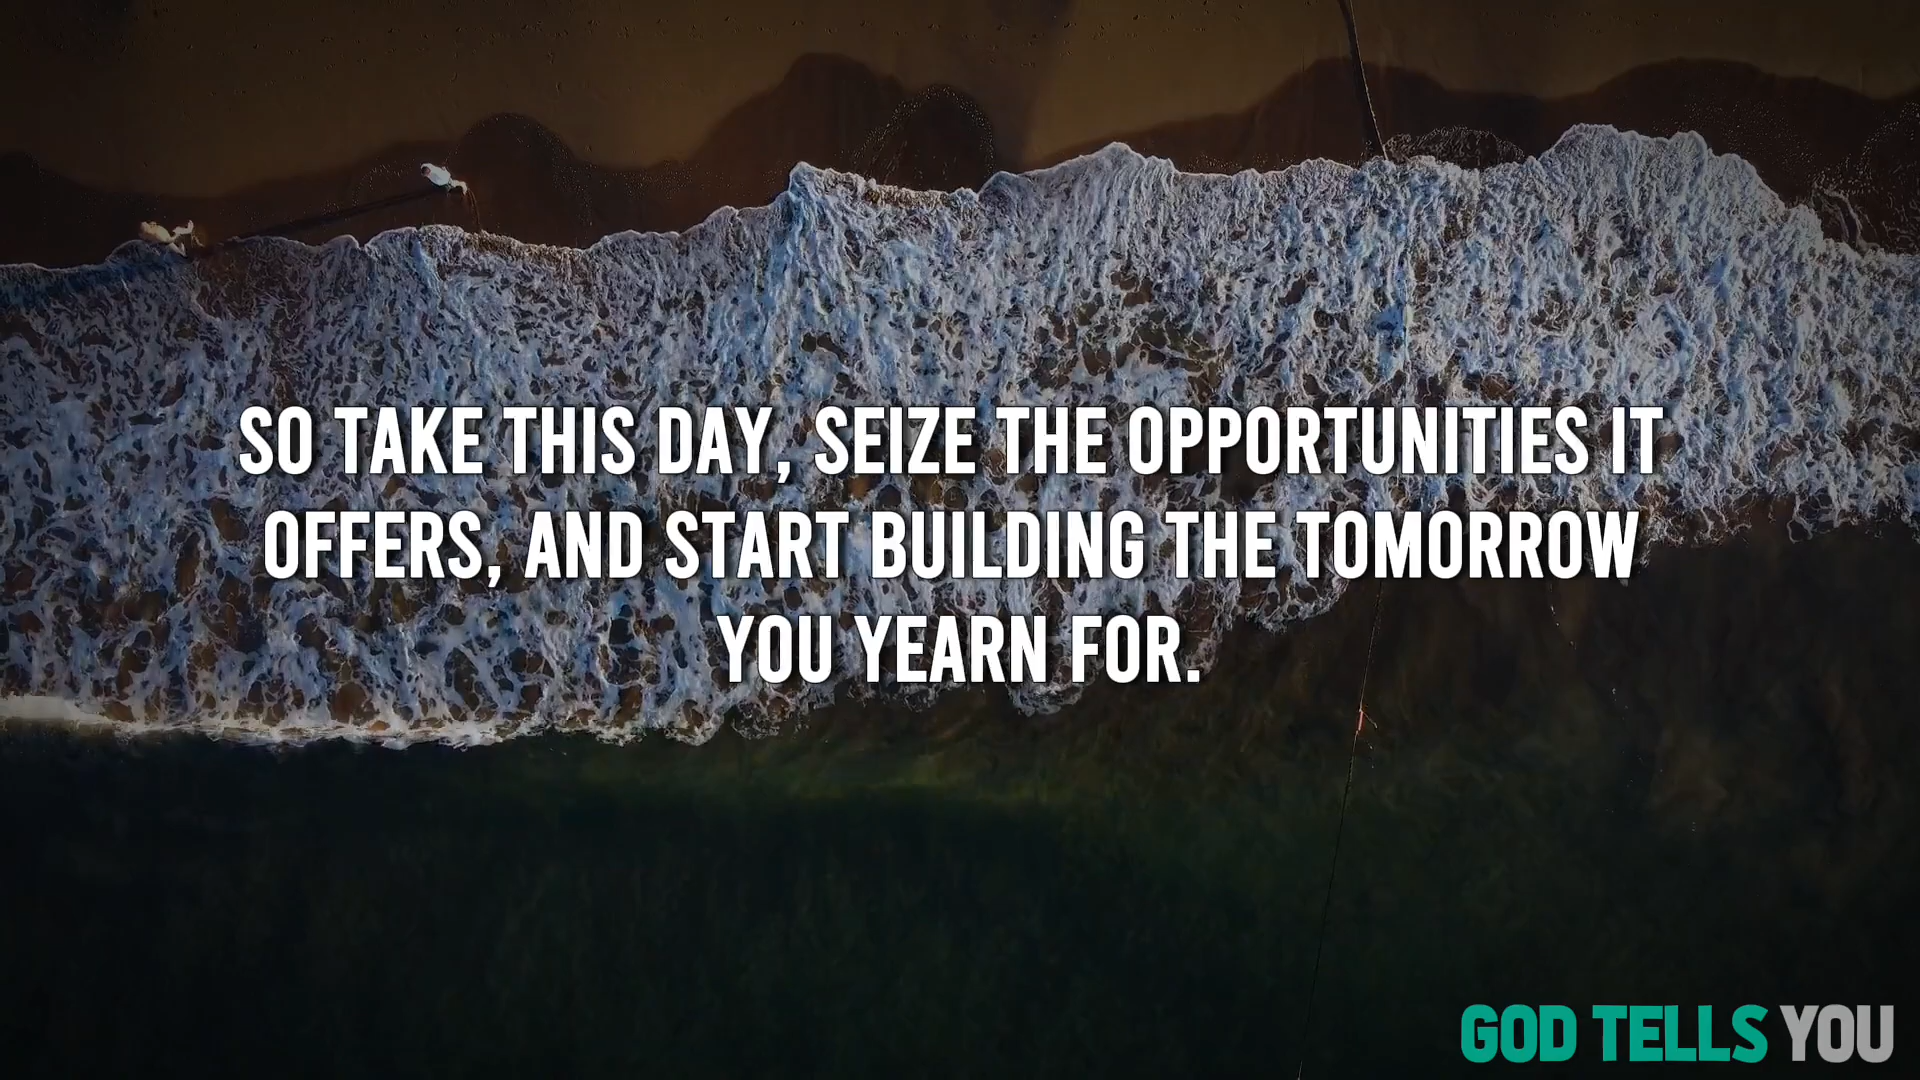 SO TAKE THIS DAY, SEIZE THE OPPORTUNITIES IT
OFFERS, AND START BUILDING THE TOMORROW
YOU YEARN FOR.
GOD TELLS YOU